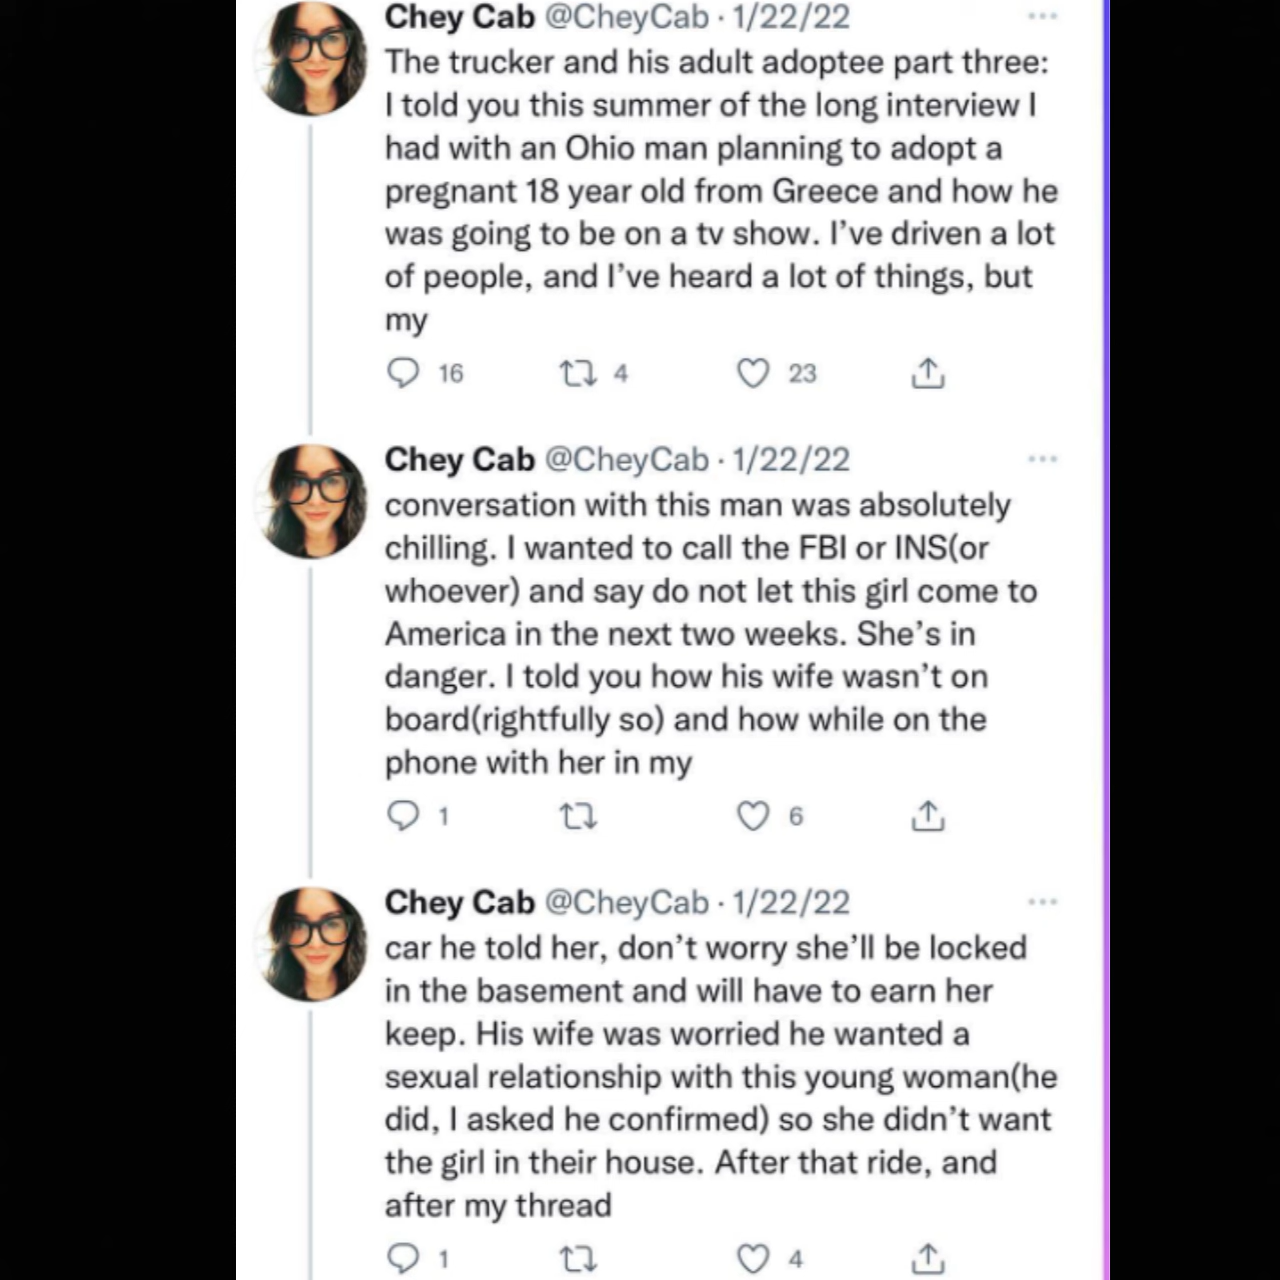 Chey Cab @CheyCab · 1/22/22
The trucker and his adult adoptee part three:
I told you this summer of the long interview I
had with an Ohio man planning to adopt a
pregnant 18 year old from Greece and how he
was going to be on a tv show. I’ve driven a lot
of people, and I’ve heard a lot of things, but
my
16 4 23
Chey Cab @CheyCab · 1/22/22
conversation with this man was absolutely
chilling. I wanted to call the FBI or INS(or
whoever) and say do not let this girl come to
America in the next two weeks. She’s in
danger. I told you how his wife wasn’t on
board(rightfully so) and how while on the
phone with her in my
1 6
Chey Cab @CheyCab · 1/22/22
car he told her, don’t worry she’ll be locked
in the basement and will have to earn her
keep. His wife was worried he wanted a
sexual relationship with this young woman(he
did, I asked he confirmed) so she didn’t want
the girl in their house. After that ride, and
after my thread
1 4